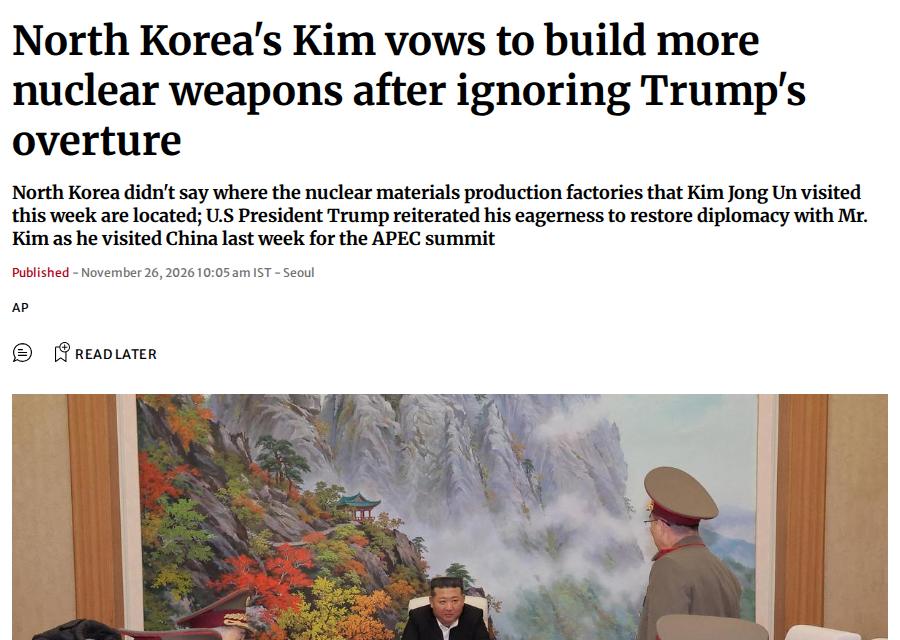 North Korea's Kim vows to build more
nuclear weapons after ignoring Trump's
overture
North Korea didn't say where the nuclear materials production factories that Kim Jong Un visited
this week are located; U.S President Trump reiterated his eagerness to restore diplomacy with Mr.
Kim as he visited China last week for the APEC summit
Published - November 26, 2026 10:05 am IST - Seoul
AP
READ LATER